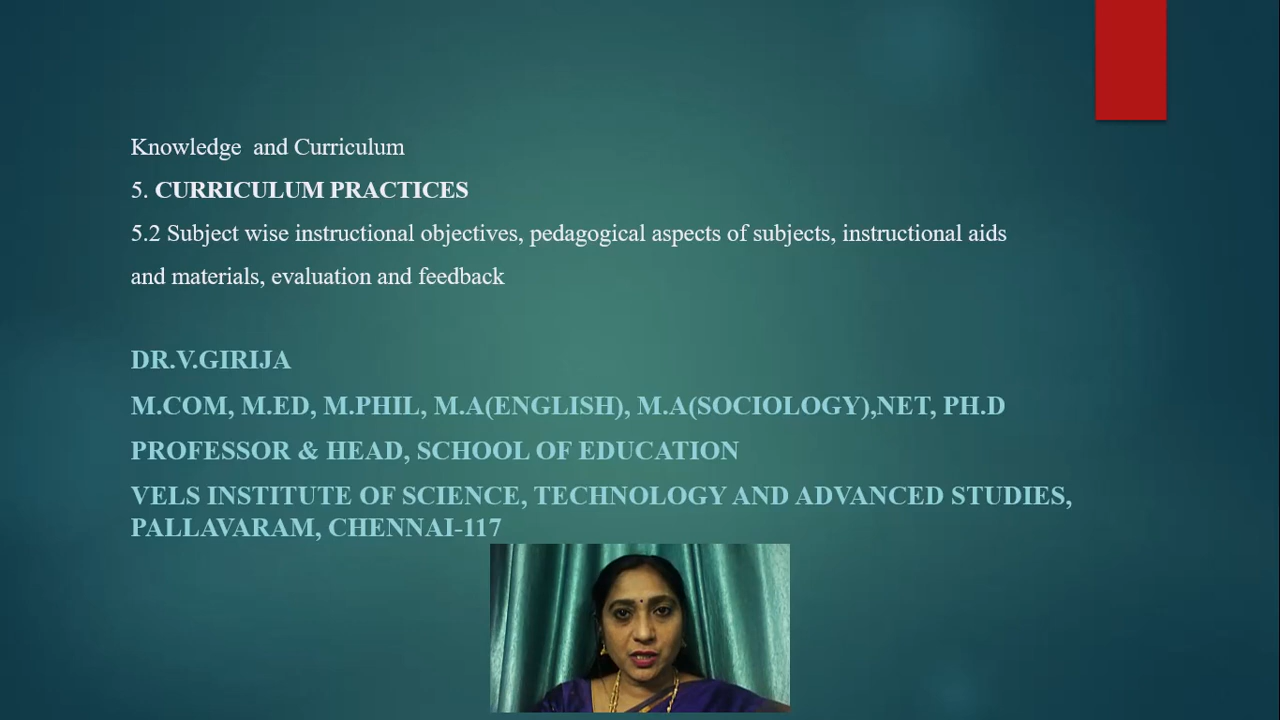 Knowledge  and Curriculum
5. CURRICULUM PRACTICES
5.2 Subject wise instructional objectives, pedagogical aspects of subjects, instructional aids
and materials, evaluation and feedback
DR.V.GIRIJA
M.COM, M.ED, M.PHIL, M.A(ENGLISH), M.A(SOCIOLOGY),NET, PH.D
PROFESSOR & HEAD, SCHOOL OF EDUCATION
VELS INSTITUTE OF SCIENCE, TECHNOLOGY AND ADVANCED STUDIES,
PALLAVARAM, CHENNAI-117